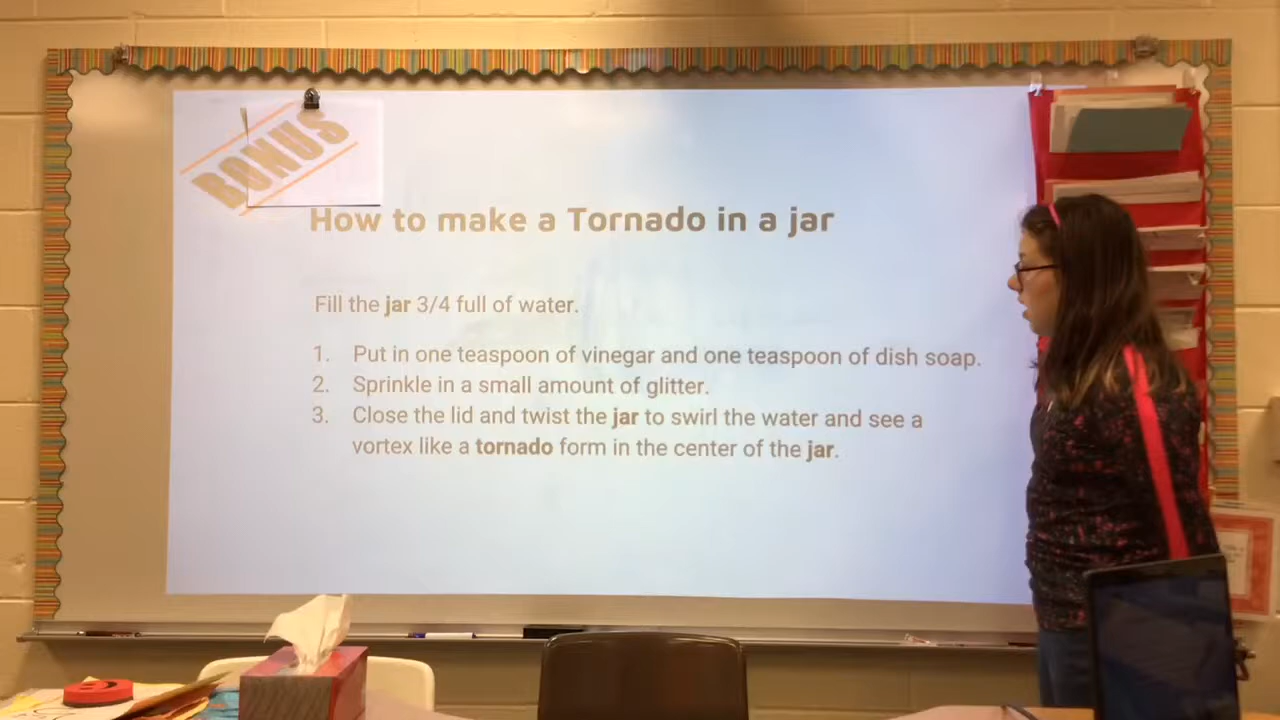 BONUS
How to make a Tornado in a jar
Fill the jar 3/4 full of water.
1. Put in one teaspoon of vinegar and one teaspoon of dish soap.
2. Sprinkle in a small amount of glitter.
3. Close the lid and twist the jar to swirl the water and see a
vortex like a tornado form in the center of the jar.